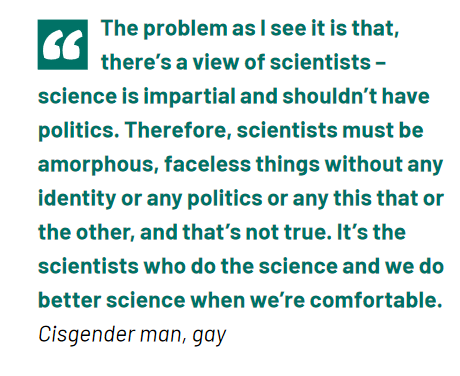 “ The problem as I see it is that,
there’s a view of scientists –
science is impartial and shouldn’t have
politics. Therefore, scientists must be
amorphous, faceless things without any
identity or any politics or any this that or
the other, and that’s not true. It’s the
scientists who do the science and we do
better science when we’re comfortable.
Cisgender man, gay